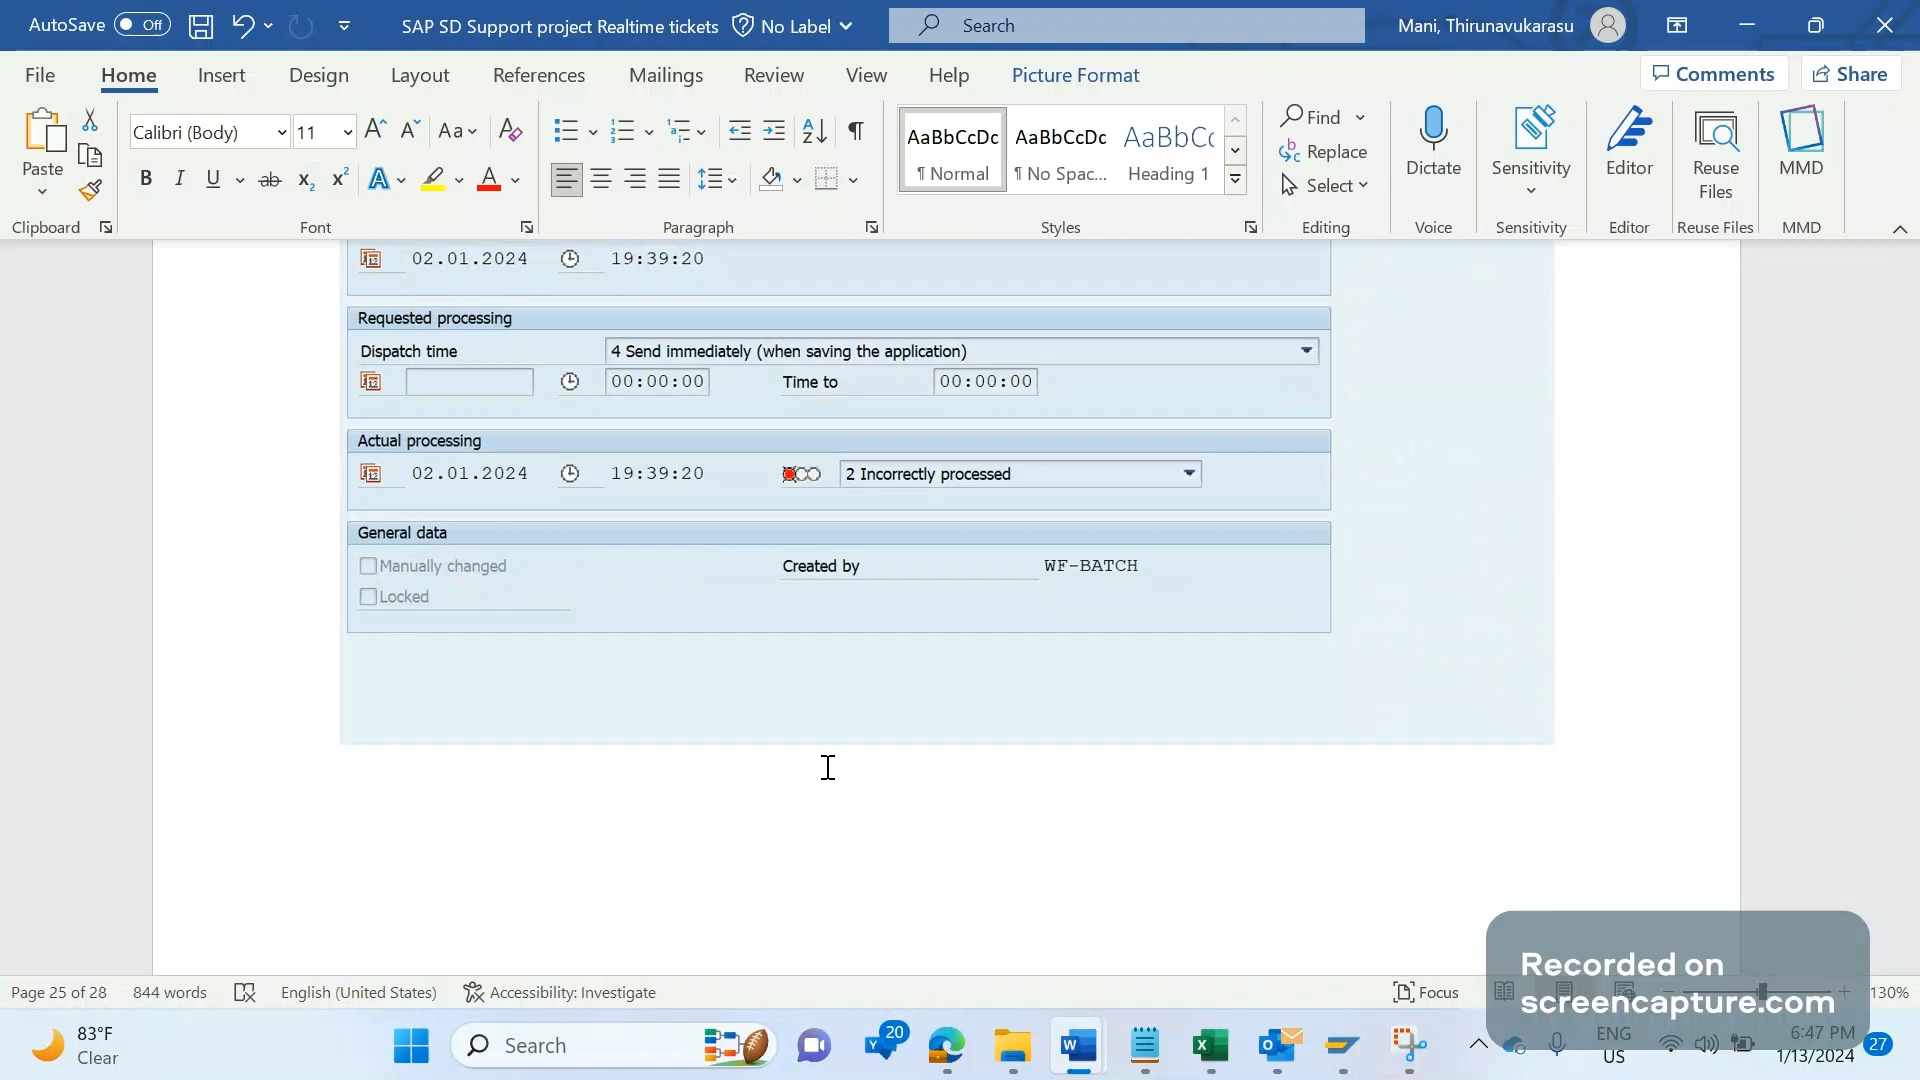 AutoSave Off
SAP SD Support project Realtime tickets No Label
Search
Mani, Thirunavukarasu
File Home Insert Design Layout References Mailings Review View Help Picture Format
Comments Share
Paste
Calibri (Body) 11
Aa
B I U ab x₂ x² A A
AaBbCcDc AaBbCcDc AaBbCc
¶ Normal ¶ No Spac... Heading 1
Find
Replace
Select
Dictate
Sensitivity
Editor
Reuse
Files
MMD
Clipboard Font Paragraph Styles Editing Voice Sensitivity Editor Reuse Files MMD
02.01.2024 19:39:20
Requested processing
Dispatch time 4 Send immediately (when saving the application)
00:00:00 Time to 00:00:00
Actual processing
02.01.2024 19:39:20 2 Incorrectly processed
General data
Manually changed Created by WF-BATCH
Locked
Recorded on
screencapture.com
Page 25 of 28 844 words English (United States) Accessibility: Investigate Focus 130%
83°F
Clear
Search
20
ENG
US
6:47 PM
1/13/2024
27